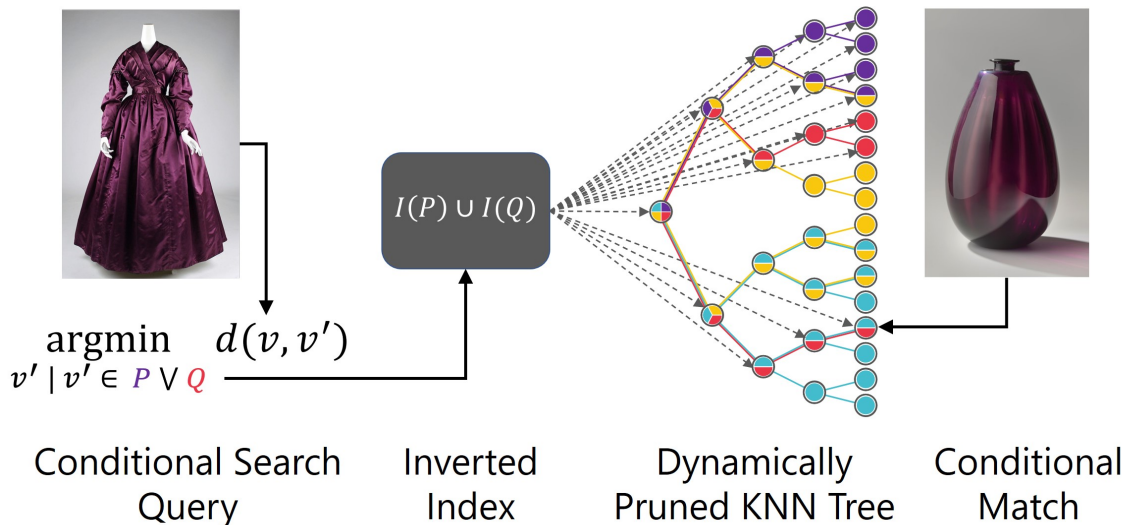 I(P) ∪ I(Q)
argmin d(v, v′)
v′ | v′ ∈ P ∨ Q
Conditional Search
Query
Inverted
Index
Dynamically
Pruned KNN Tree
Conditional
Match